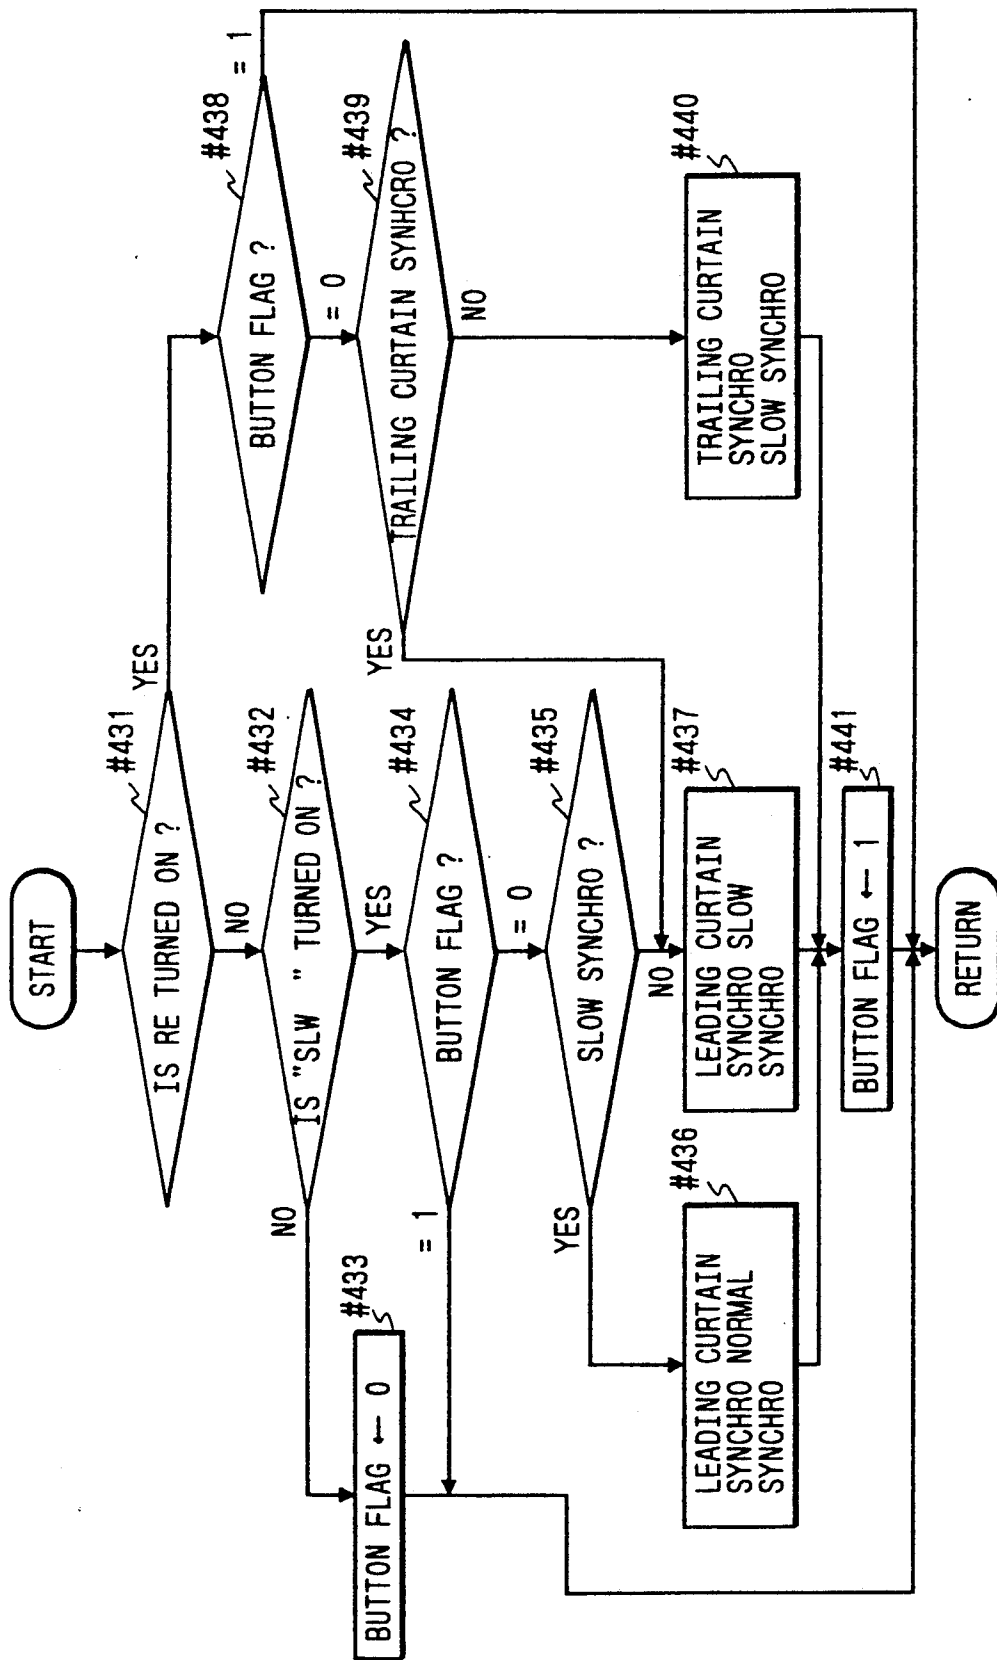 START
IS RE TURNED ON ?
#431
YES
NO
IS "SLW " TURNED ON ?
#432
NO
YES
BUTTON FLAG ← 0
#433
BUTTON FLAG ?
#434
= 1
= 0
SLOW SYNCHRO ?
#435
YES
NO
LEADING CURTAIN
SYNCHRO NORMAL
SYNCHRO
#436
LEADING CURTAIN
SYNCHRO SLOW
SYNCHRO
#437
BUTTON FLAG ?
#438
= 1
= 0
TRAILING CURTAIN SYNHCRO ?
#439
YES
NO
TRAILING CURTAIN
SYNCHRO
SLOW SYNCHRO
#440
BUTTON FLAG ← 1
#441
RETURN